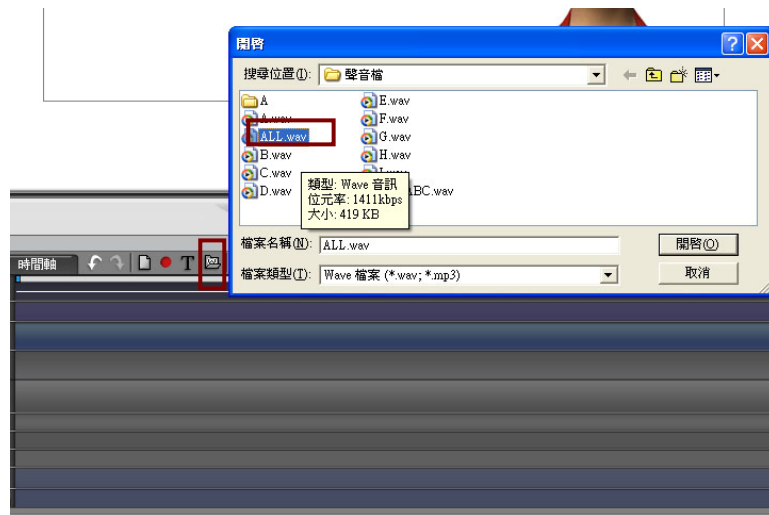 開啓
搜尋位置(I): 聲音檔
A
A.wav
ALL.wav
B.wav
C.wav
D.wav
E.wav
F.wav
G.wav
H.wav
ABC.wav
類型: Wave 音訊
位元率: 1411kbps
大小: 419 KB
檔案名稱(N): ALL.wav
開啓(O)
檔案類型(T): Wave 檔案 (*.wav; *.mp3)
取消
時間軸
T